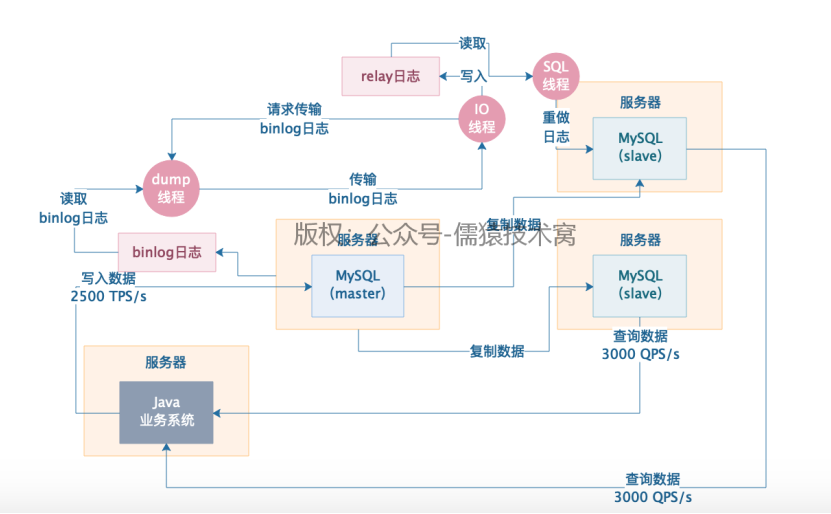 读取
relay日志
写入
SQL
线程
服务器
请求传输
binlog日志
IO
线程
重做
日志
MySQL
(slave)
dump
线程
传输
binlog日志
读取
binlog日志
binlog日志
复制数据
版权：公众号-儒猿技术窝
服务器
服务器
写入数据
2500 TPS/s
MySQL
(master)
MySQL
(slave)
复制数据
查询数据
3000 QPS/s
服务器
Java
业务系统
查询数据
3000 QPS/s